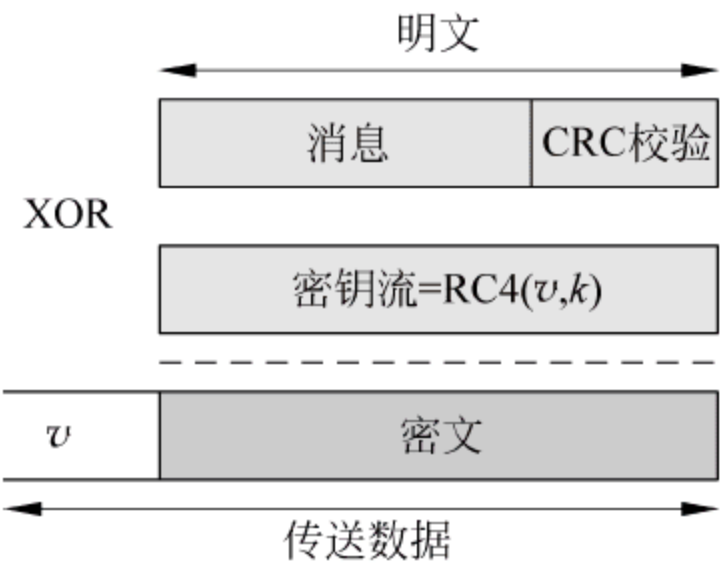 明文
消息 CRC校验
XOR
密钥流=RC4(v,k)
v 密文
传送数据